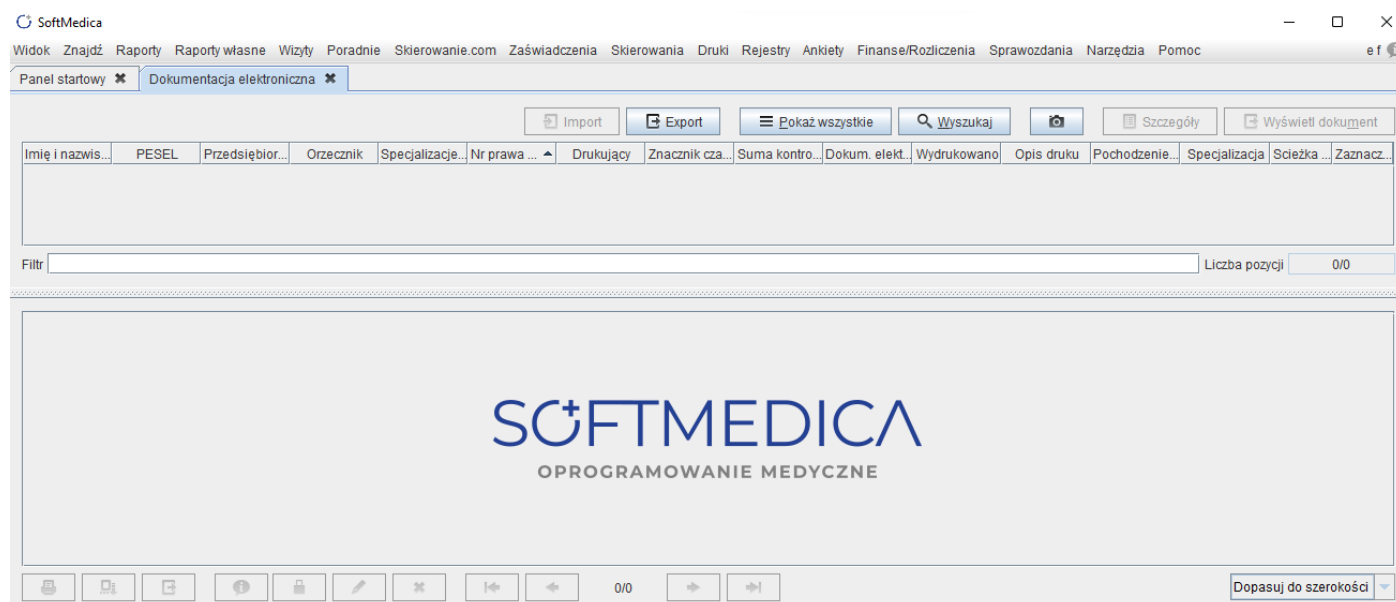 SoftMedica
Widok Znajdź Raporty Raporty własne Wizyty Poradnie Skierowanie.com Zaświadczenia Skierowania Druki Rejestry Ankiety Finanse/Rozliczenia Sprawozdania Narzędzia Pomoc e f
Panel startowy Dokumentacja elektroniczna
Import Export Pokaż wszystkie Wyszukaj Szczegóły Wyświetl dokument
Imię i nazwis... PESEL Przedsiębior... Orzecznik Specjalizacje... Nr prawa ... Drukujący Znacznik cza... Suma kontro... Dokum. elekt... Wydrukowano Opis druku Pochodzenie... Specjalizacja Scieżka ... Zaznacz...
Filtr Liczba pozycji 0/0
SOFTMEDICA
OPROGRAMOWANIE MEDYCZNE
0/0 Dopasuj do szerokości